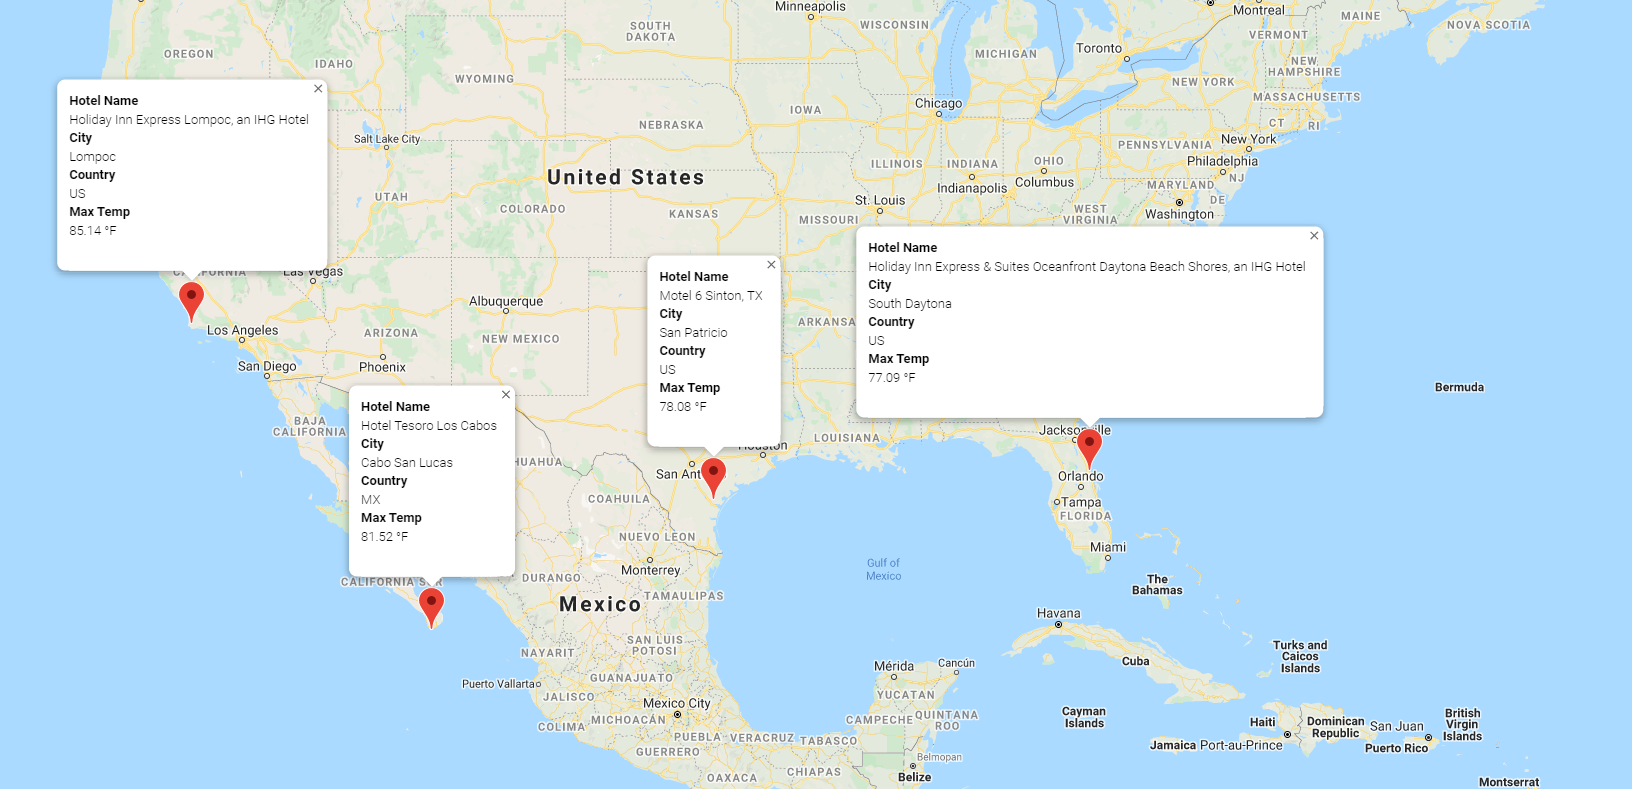 Minneapolis
Montreal
MAINE
NOVA SCOTIA
SOUTH
DAKOTA
WISCONSIN
VERMONT
OREGON
IDAHO
MICHIGAN
Toronto
NEW
HAMPSHIRE
WYOMING
NEW YORK
MASSACHUSETTS
IOWA
Chicago
CT
RI
NEBRASKA
Salt Lake City
PENNSYLVANIA
New York
ILLINOIS
INDIANA
OHIO
Philadelphia
United States
Indianapolis
Columbus
NJ
MARYLAND
UTAH
COLORADO
KANSAS
St. Louis
MISSOURI
WEST
VIRGINIA
DE
Washington
Hotel Name
Holiday Inn Express Lompoc, an IHG Hotel
City
Lompoc
Country
US
Max Temp
85.14 °F
CALIFORNIA
Las Vegas
Los Angeles
San Diego
Albuquerque
ARIZONA
NEW MEXICO
Phoenix
Hotel Name
Motel 6 Sinton, TX
City
San Patricio
Country
US
Max Temp
78.08 °F
ARKANSA
Hotel Name
Holiday Inn Express & Suites Oceanfront Daytona Beach Shores, an IHG Hotel
City
South Daytona
Country
US
Max Temp
77.09 °F
Bermuda
BAJA
CALIFORNIA
Hotel Name
Hotel Tesoro Los Cabos
City
Cabo San Lucas
Country
MX
Max Temp
81.52 °F
HUAHUA
Houston
LOUISIANA
Jacksonville
San Ant
Orlando
Tampa
FLORIDA
COAHUILA
NUEVO LEON
Miami
Monterrey
Gulf of
Mexico
CALIFORNIA SUR
DURANGO
The
Bahamas
Mexico
TAMAULIPAS
Havana
SAN LUIS
POTOSI
NAYARIT
Turks and
Caicos
Islands
Cuba
Mérida
Cancún
GUANAJUATO
Puerto Vallarta
JALISCO
YUCATAN
Mexico City
COLIMA
MICHOACÁN
CAMPECHE
QUINTANA
ROO
Cayman
Islands
PUEBLA
VERACRUZ
TABASCO
GUERRERO
Haiti
Dominican
Republic
San Juan
British
Virgin
Islands
Jamaica
Port-au-Prince
Puerto Rico
Belmopan
Belize
OAXACA
CHIAPAS
Montserrat